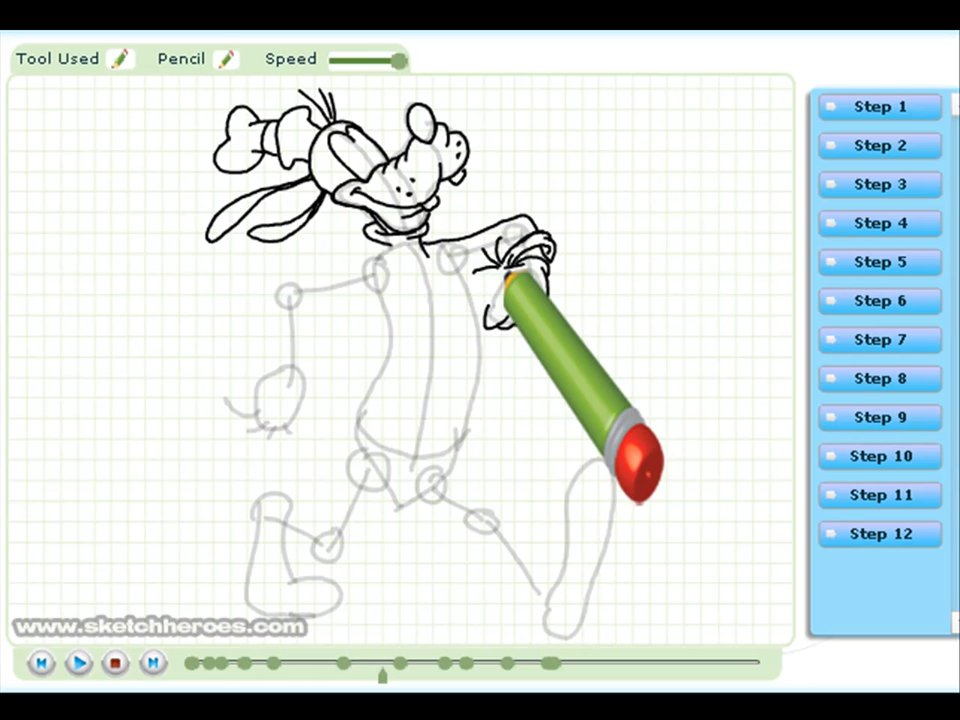 Tool Used
Pencil
Speed
Step 1
Step 2
Step 3
Step 4
Step 5
Step 6
Step 7
Step 8
Step 9
Step 10
Step 11
Step 12
www.sketchheroes.com